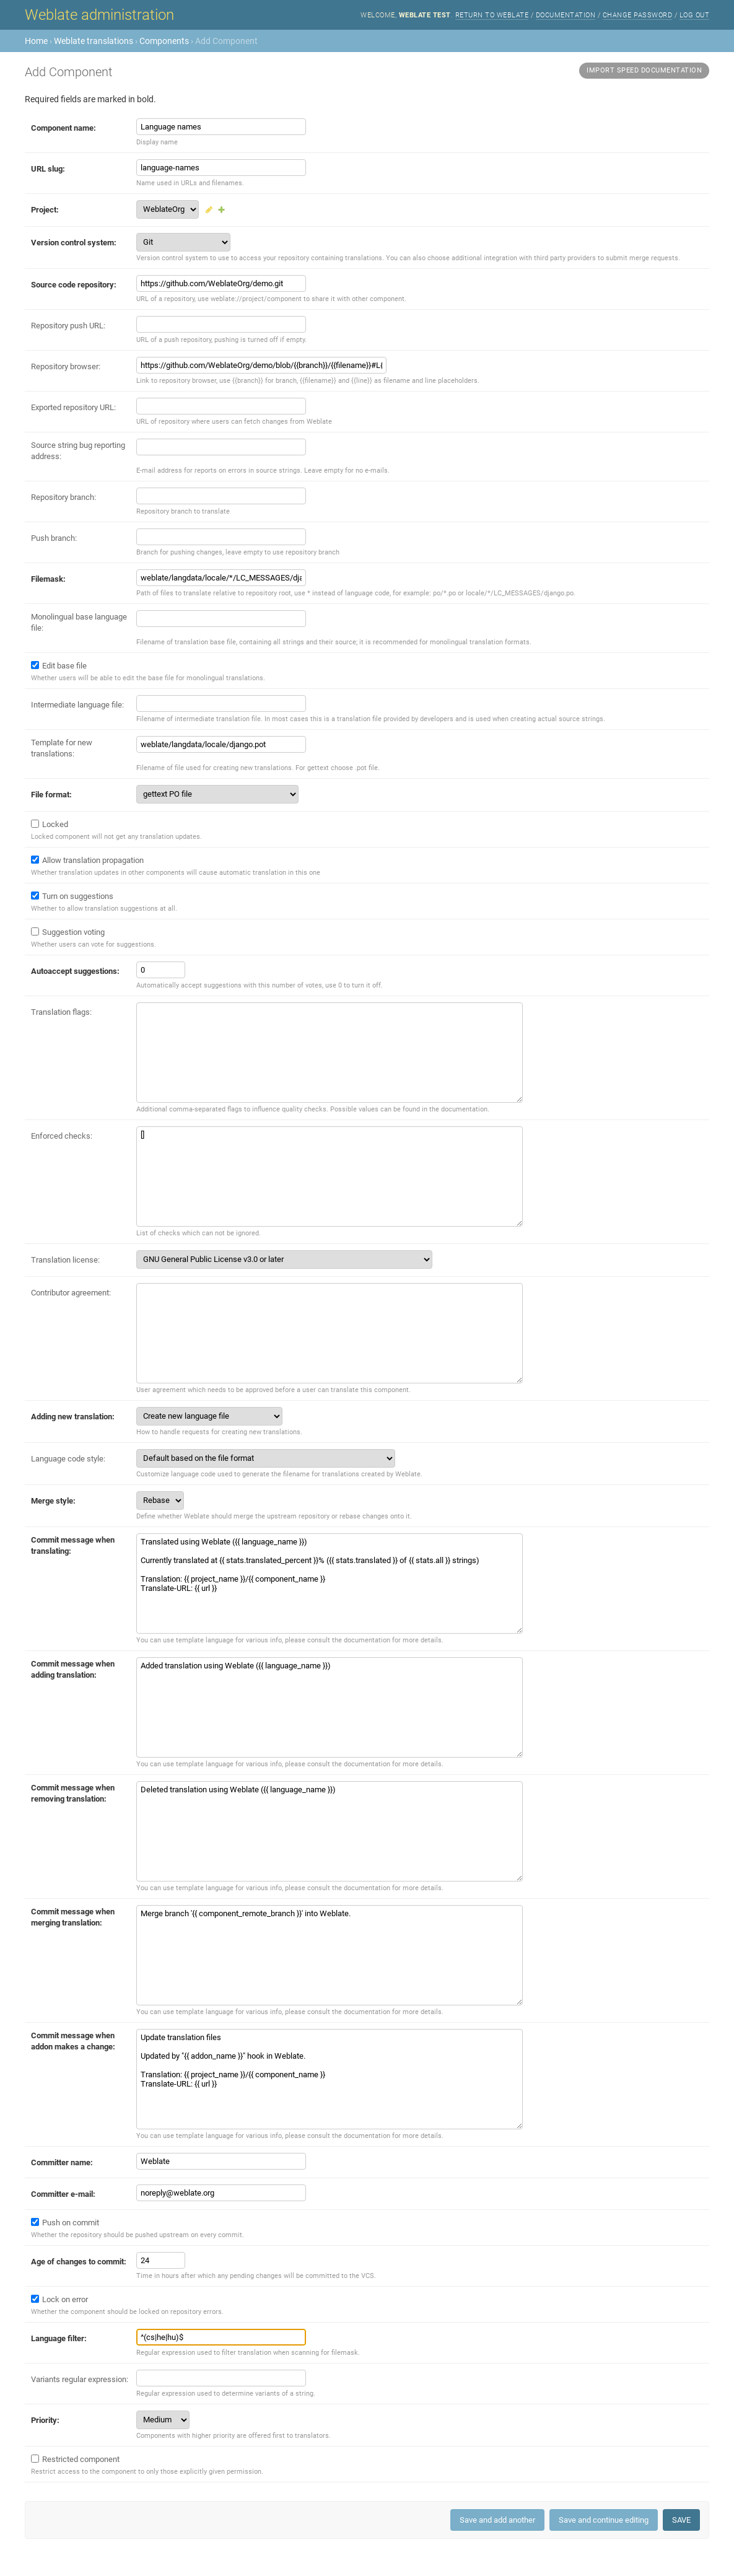 Weblate administration
WELCOME, WEBLATE TEST. RETURN TO WEBLATE / DOCUMENTATION / CHANGE PASSWORD / LOG OUT
Home › Weblate translations › Components › Add Component
Add Component
IMPORT SPEED DOCUMENTATION
Required fields are marked in bold.
Component name:
Language names
Display name
URL slug:
language-names
Name used in URLs and filenames.
Project:
WeblateOrg
Version control system:
Git
Version control system to use to access your repository containing translations. You can also choose additional integration with third party providers to submit merge requests.
Source code repository:
https://github.com/WeblateOrg/demo.git
URL of a repository, use weblate://project/component to share it with other component.
Repository push URL:
URL of a push repository, pushing is turned off if empty.
Repository browser:
https://github.com/WeblateOrg/demo/blob/{{branch}}/{{filename}}#L{
Link to repository browser, use {{branch}} for branch, {{filename}} and {{line}} as filename and line placeholders.
Exported repository URL:
URL of repository where users can fetch changes from Weblate
Source string bug reporting
address:
E-mail address for reports on errors in source strings. Leave empty for no e-mails.
Repository branch:
Repository branch to translate
Push branch:
Branch for pushing changes, leave empty to use repository branch
Filemask:
weblate/langdata/locale/*/LC_MESSAGES/dja
Path of files to translate relative to repository root, use * instead of language code, for example: po/*.po or locale/*/LC_MESSAGES/django.po.
Monolingual base language
file:
Filename of translation base file, containing all strings and their source; it is recommended for monolingual translation formats.
Edit base file
Whether users will be able to edit the base file for monolingual translations.
Intermediate language file:
Filename of intermediate translation file. In most cases this is a translation file provided by developers and is used when creating actual source strings.
Template for new
translations:
weblate/langdata/locale/django.pot
Filename of file used for creating new translations. For gettext choose .pot file.
File format:
gettext PO file
Locked
Locked component will not get any translation updates.
Allow translation propagation
Whether translation updates in other components will cause automatic translation in this one
Turn on suggestions
Whether to allow translation suggestions at all.
Suggestion voting
Whether users can vote for suggestions.
Autoaccept suggestions:
0
Automatically accept suggestions with this number of votes, use 0 to turn it off.
Translation flags:
Additional comma-separated flags to influence quality checks. Possible values can be found in the documentation.
Enforced checks:
[]
List of checks which can not be ignored.
Translation license:
GNU General Public License v3.0 or later
Contributor agreement:
User agreement which needs to be approved before a user can translate this component.
Adding new translation:
Create new language file
How to handle requests for creating new translations.
Language code style:
Default based on the file format
Customize language code used to generate the filename for translations created by Weblate.
Merge style:
Rebase
Define whether Weblate should merge the upstream repository or rebase changes onto it.
Commit message when
translating:
Translated using Weblate ({{ language_name }})
Currently translated at {{ stats.translated_percent }}% ({{ stats.translated }} of {{ stats.all }} strings)
Translation: {{ project_name }}/{{ component_name }}
Translate-URL: {{ url }}
You can use template language for various info, please consult the documentation for more details.
Commit message when
adding translation:
Added translation using Weblate ({{ language_name }})
You can use template language for various info, please consult the documentation for more details.
Commit message when
removing translation:
Deleted translation using Weblate ({{ language_name }})
You can use template language for various info, please consult the documentation for more details.
Commit message when
merging translation:
Merge branch '{{ component_remote_branch }}' into Weblate.
You can use template language for various info, please consult the documentation for more details.
Commit message when
addon makes a change:
Update translation files
Updated by "{{ addon_name }}" hook in Weblate.
Translation: {{ project_name }}/{{ component_name }}
Translate-URL: {{ url }}
You can use template language for various info, please consult the documentation for more details.
Committer name:
Weblate
Committer e-mail:
noreply@weblate.org
Push on commit
Whether the repository should be pushed upstream on every commit.
Age of changes to commit:
24
Time in hours after which any pending changes will be committed to the VCS.
Lock on error
Whether the component should be locked on repository errors.
Language filter:
^(cs|he|hu)$
Regular expression used to filter translation when scanning for filemask.
Variants regular expression:
Regular expression used to determine variants of a string.
Priority:
Medium
Components with higher priority are offered first to translators.
Restricted component
Restrict access to the component to only those explicitly given permission.
Save and add another
Save and continue editing
SAVE